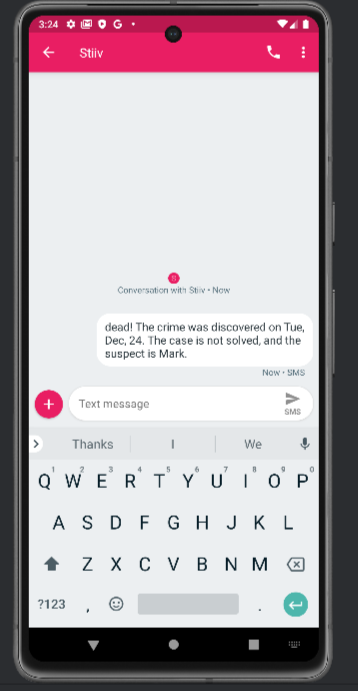 3:24 G •
Stiiv
Conversation with Stiiv • Now
dead! The crime was discovered on Tue,
Dec, 24. The case is not solved, and the
suspect is Mark.
Now • SMS
+ Text message SMS
Thanks I We
1 2 3 4 5 6 7 8 9 0
Q W E R T Y U I O P
A S D F G H J K L
Z X C V B N M
?123 , .